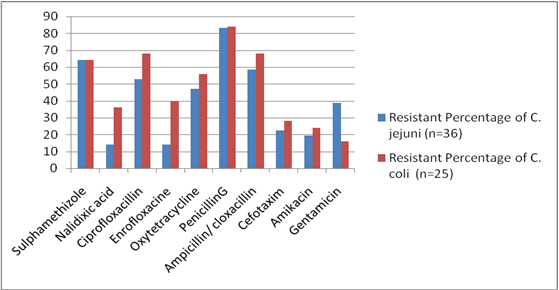 90
80
70
60
50
40
30
20
10
0
Sulphamethizole
Nalidixic acid
Ciprofloxacillin
Enrofloxacine
Oxytetracycline
PenicillinG
Ampicillin/ cloxacillin
Cefotaxim
Amikacin
Gentamicin
Resistant Percentage of C.
jejuni (n=36)
Resistant Percentage of C.
coli (n=25)